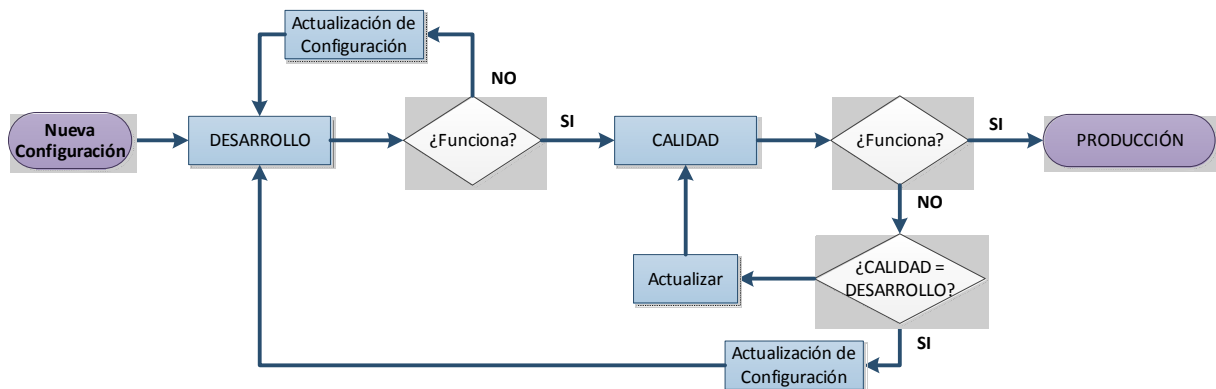 Actualización de
Configuración
NO
Nueva
Configuración
DESARROLLO
¿Funciona?
SI
CALIDAD
¿Funciona?
SI
PRODUCCIÓN
NO
Actualizar
¿CALIDAD =
DESARROLLO?
SI
Actualización de
Configuración